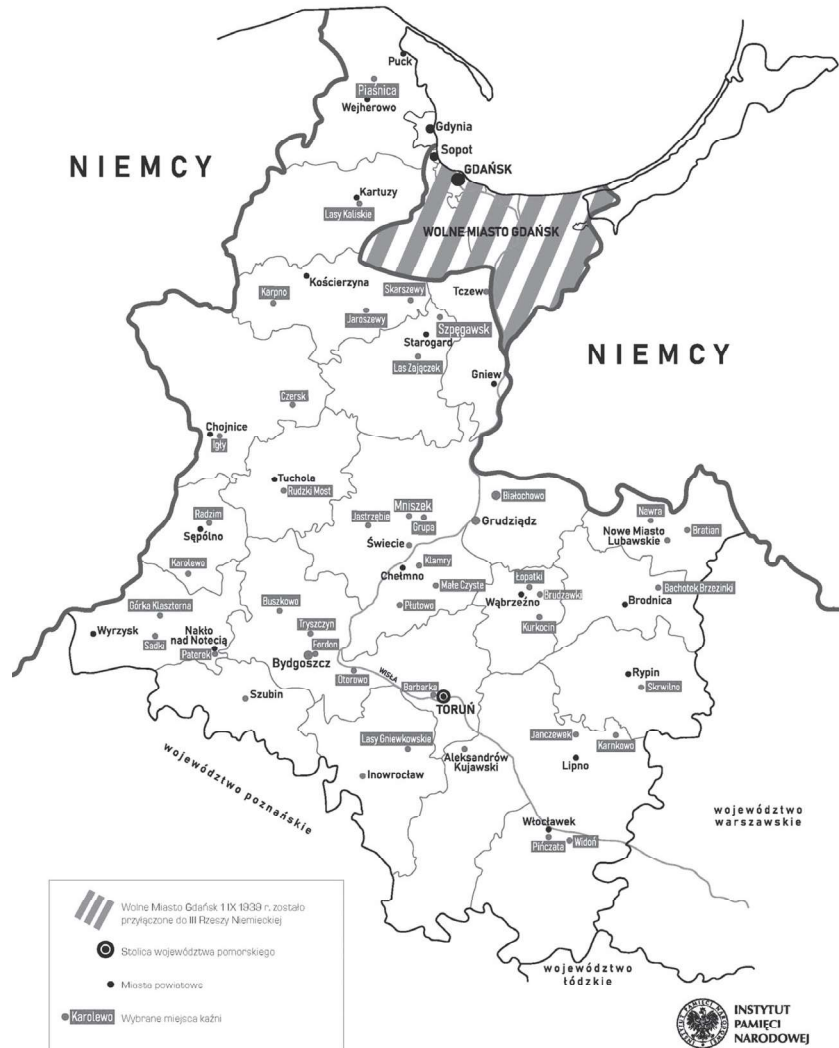 Puck
Piaśnica
Wejherowo
Gdynia
Sopot
GDAŃSK
NIEMCY
Kartuzy
Lasy Kaliskie
WOLNE MIASTO GDAŃSK
Kościerzyna
Karpno
Skarszewy
Jaroszewy
Tczew
Szpęgawsk
Starogard
Las Zajączek
NIEMCY
Gniew
Czersk
Chojnice
Igły
Tuchola
Rudzki Most
Radzim
Sępólno
Karolewo
Jastrzębie
Mniszek
Grupa
Świecie
Białochowo
Grudziądz
Nawra
Nowe Miasto
Lubawskie
Bratian
Chełmno
Klamry
Małe Czyste
Płutowo
Łopatki
Wąbrzeźno
Brudzawki
Kurkocin
Bachotek Brzezinki
Brodnica
Górka Klasztorna
Wyrzysk
Sadki
Nakło
nad Notecią
Paterek
Buszkowo
Tryszczyn
Fordon
Bydgoszcz
Otorowo
WISŁA
Barbarka
TORUŃ
Szubin
Rypin
Skrwilno
Lasy Gniewkowskie
Inowrocław
Aleksandrów
Kujawski
Janczewek
Karnkowo
Lipno
Włocławek
Pińczata
Widoń
województwo poznańskie
województwo
warszawskie
województwo
łódzkie
Wolne Miasto Gdańsk 1 IX 1939 r. zostało
przyłączone do III Rzeszy Niemieckiej
Stolica województwa pomorskiego
Miasto powiatowe
Karolewo
Wybrane miejsca kaźni
INSTYTUT PAMIĘCI NARODOWEJ
INSTYTUT
PAMIĘCI
NARODOWEJ